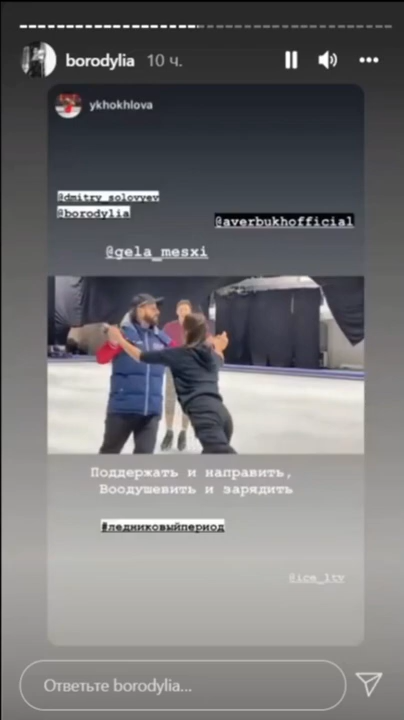 borodylia 10 ч.
ykhokhlova
@dmitry_solovyev
@borodylia
@averbukhofficial
@gela_mesxi
Поддержать и направить,
Воодушевить и зарядить
#ледниковыйпериод
@ice_1tv
Ответьте borodylia...